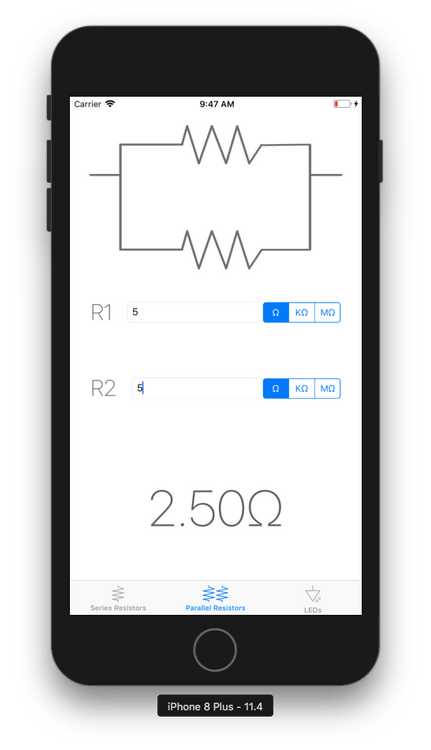 Carrier 9:47 AM
R1 5 Ω KΩ MΩ
R2 5 Ω KΩ MΩ
2.50Ω
Series Resistors Parallel Resistors LEDs
iPhone 8 Plus - 11.4